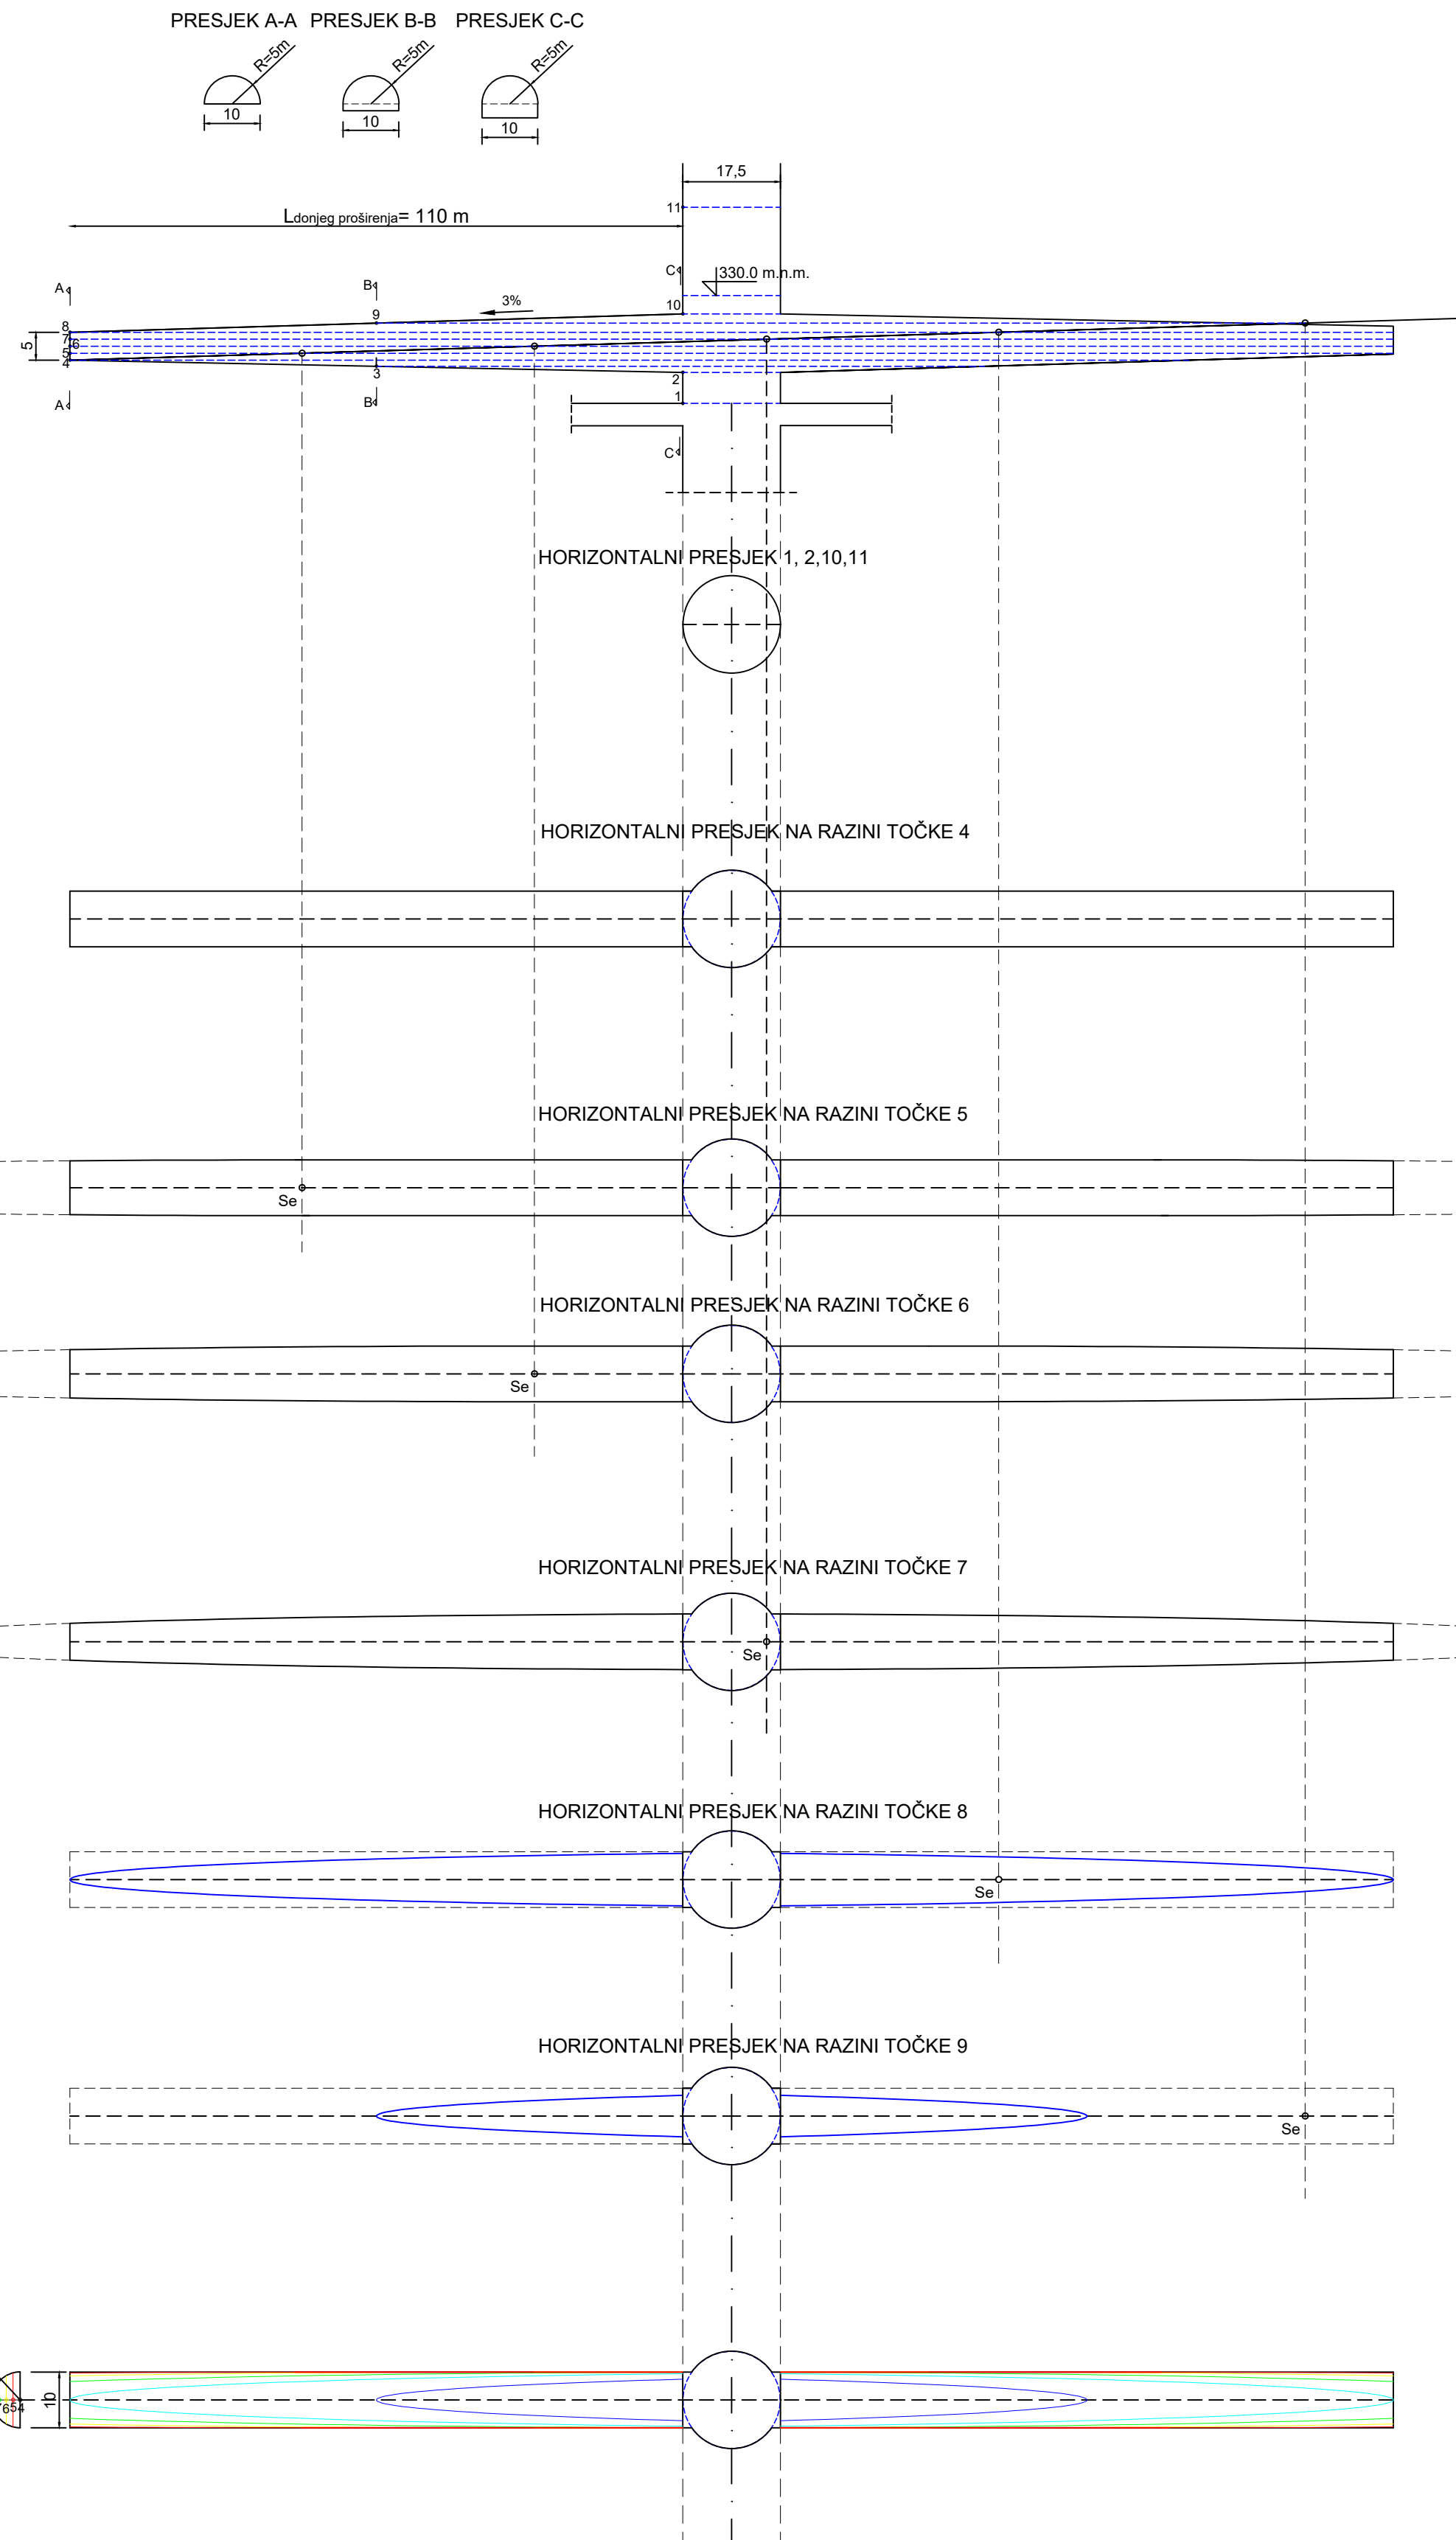 PRESJEK A-A PRESJEK B-B PRESJEK C-C
R=5m R=5m R=5m
10 10 10
17,5
11
Ldonjeg proširenja= 110 m
C
330.0 m.n.m.
A B
3%
10
9
8
7
6
5
5
4
3
2
1
A B
C
HORIZONTALNI PRESJEK 1, 2,10,11
HORIZONTALNI PRESJEK NA RAZINI TOČKE 4
HORIZONTALNI PRESJEK NA RAZINI TOČKE 5
Se
HORIZONTALNI PRESJEK NA RAZINI TOČKE 6
Se
HORIZONTALNI PRESJEK NA RAZINI TOČKE 7
Se
HORIZONTALNI PRESJEK NA RAZINI TOČKE 8
Se
HORIZONTALNI PRESJEK NA RAZINI TOČKE 9
Se
654
10